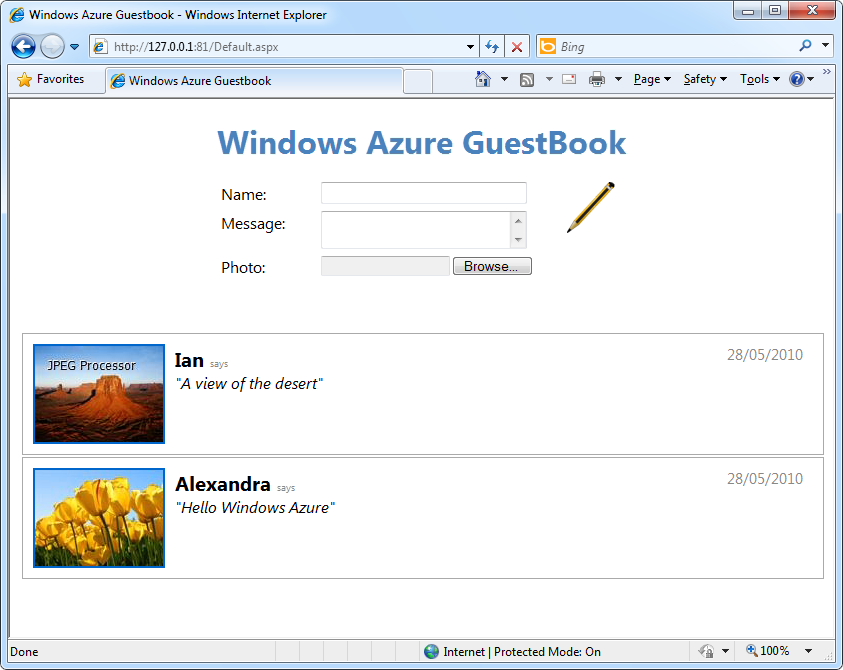 Windows Azure Guestbook - Windows Internet Explorer
http://127.0.0.1:81/Default.aspx
Bing
Favorites
Windows Azure Guestbook
Page
Safety
Tools
Windows Azure GuestBook
Name:
Message:
Photo:
Browse...
JPEG Processor
Ian says
28/05/2010
"A view of the desert"
Alexandra says
28/05/2010
"Hello Windows Azure"
Done
Internet | Protected Mode: On
100%